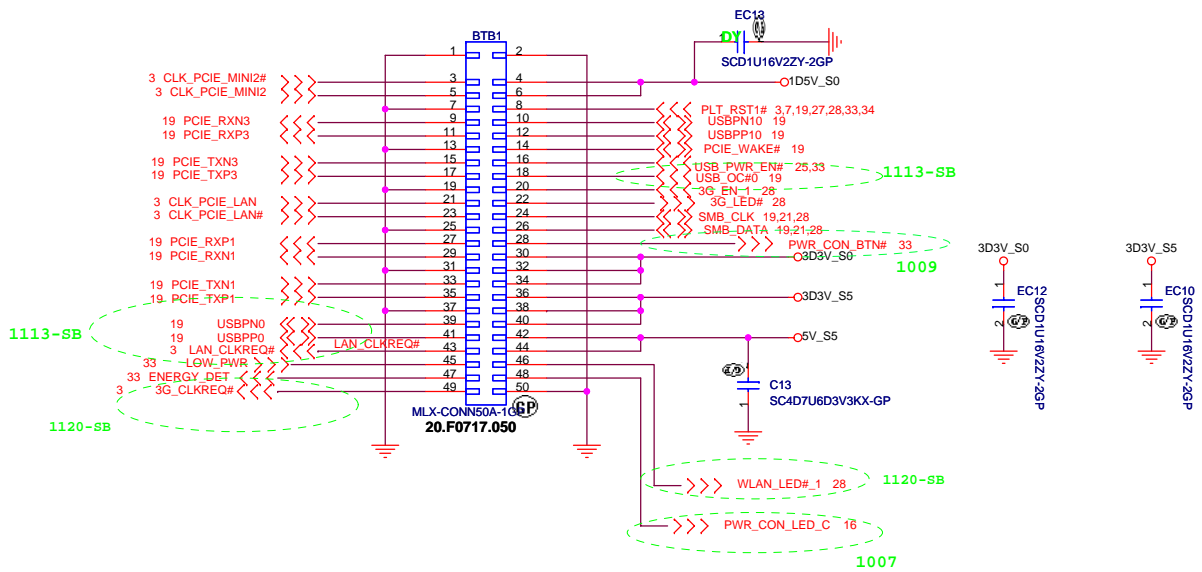 EC13
DY
SCD1U16V2ZY-2GP
BTB1
1 2
3 CLK_PCIE_MINI2# 3 4 1D5V_S0
3 CLK_PCIE_MINI2 5 6
7 8 PLT_RST1# 3,7,19,27,28,33,34
19 PCIE_RXN3 9 10 USBPN10 19
19 PCIE_RXP3 11 12 USBPP10 19
13 14 PCIE_WAKE# 19
19 PCIE_TXN3 15 16 USB_PWR_EN# 25,33
19 PCIE_TXP3 17 18 USB_OC#0 19
1113-SB
19 20 3G_EN_1 28
3 CLK_PCIE_LAN 21 22 3G_LED# 28
3 CLK_PCIE_LAN# 23 24 SMB_CLK 19,21,28
25 26 SMB_DATA 19,21,28
19 PCIE_RXP1 27 28 PWR_CON_BTN# 33
19 PCIE_RXN1 29 30 3D3V_S0
1009
31 32
19 PCIE_TXN1 33 34
19 PCIE_TXP1 35 36 3D3V_S5
37 38
19 USBPN0 39 40
1113-SB
19 USBPP0 41 42 5V_S5
3 LAN_CLKREQ# LAN_CLKREQ# 43 44
33 LOW_PWR 45 46
33 ENERGY_DET 47 48
3 3G_CLKREQ# 49 50
1120-SB
MLX-CONN50A-1GP
GP
20.F0717.050
C13
1
SC4D7U6D3V3KX-GP
3D3V_S0
1
EC12
2
SCD1U16V2ZY-2GP
3D3V_S5
1
EC10
2
SCD1U16V2ZY-2GP
WLAN_LED#_1 28
1120-SB
PWR_CON_LED_C 16
1007